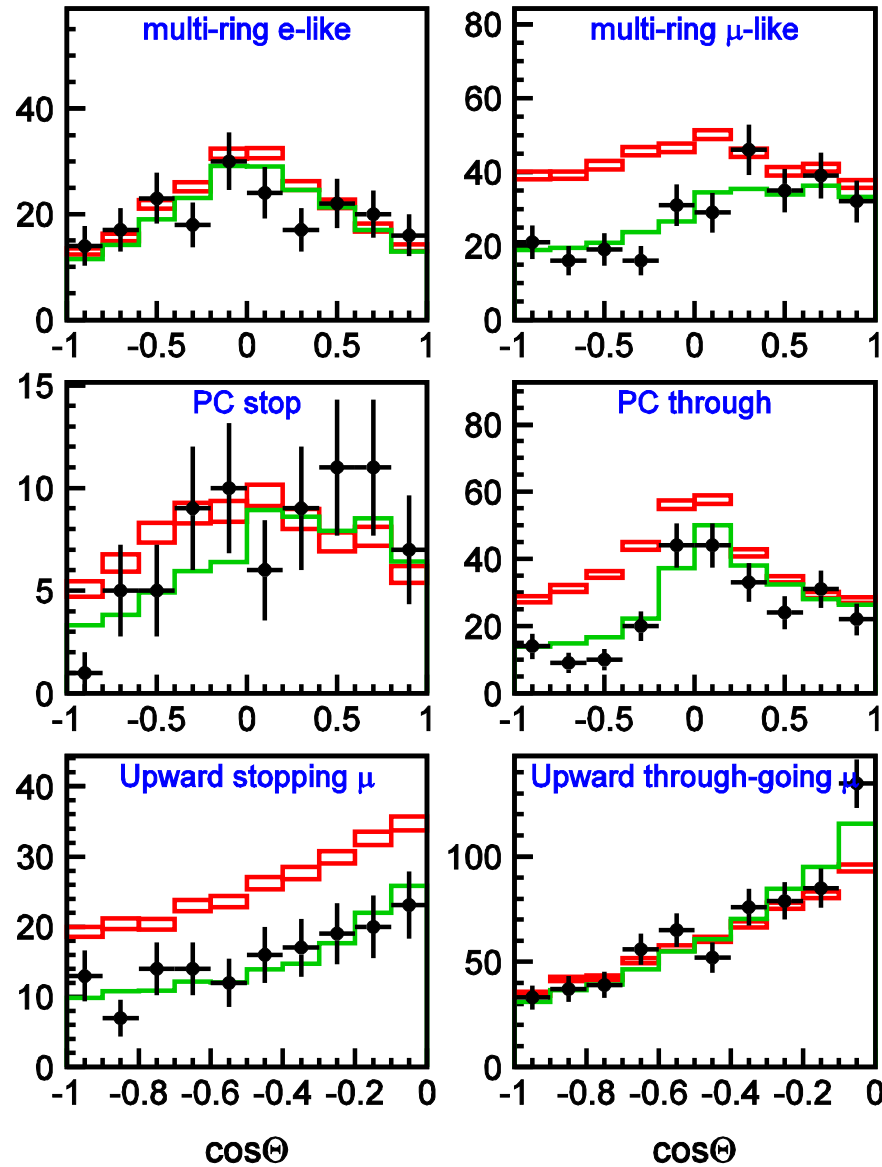 multi-ring e-like
40
20
0
-1 -0.5 0 0.5 1
multi-ring μ-like
80
60
40
20
0
-1 -0.5 0 0.5 1
PC stop
15
10
5
0
-1 -0.5 0 0.5 1
PC through
80
60
40
20
0
-1 -0.5 0 0.5 1
Upward stopping μ
40
30
20
10
0
-1 -0.8 -0.6 -0.4 -0.2 0
cosΘ
Upward through-going μ
100
50
0
-1 -0.8 -0.6 -0.4 -0.2 0
cosΘ